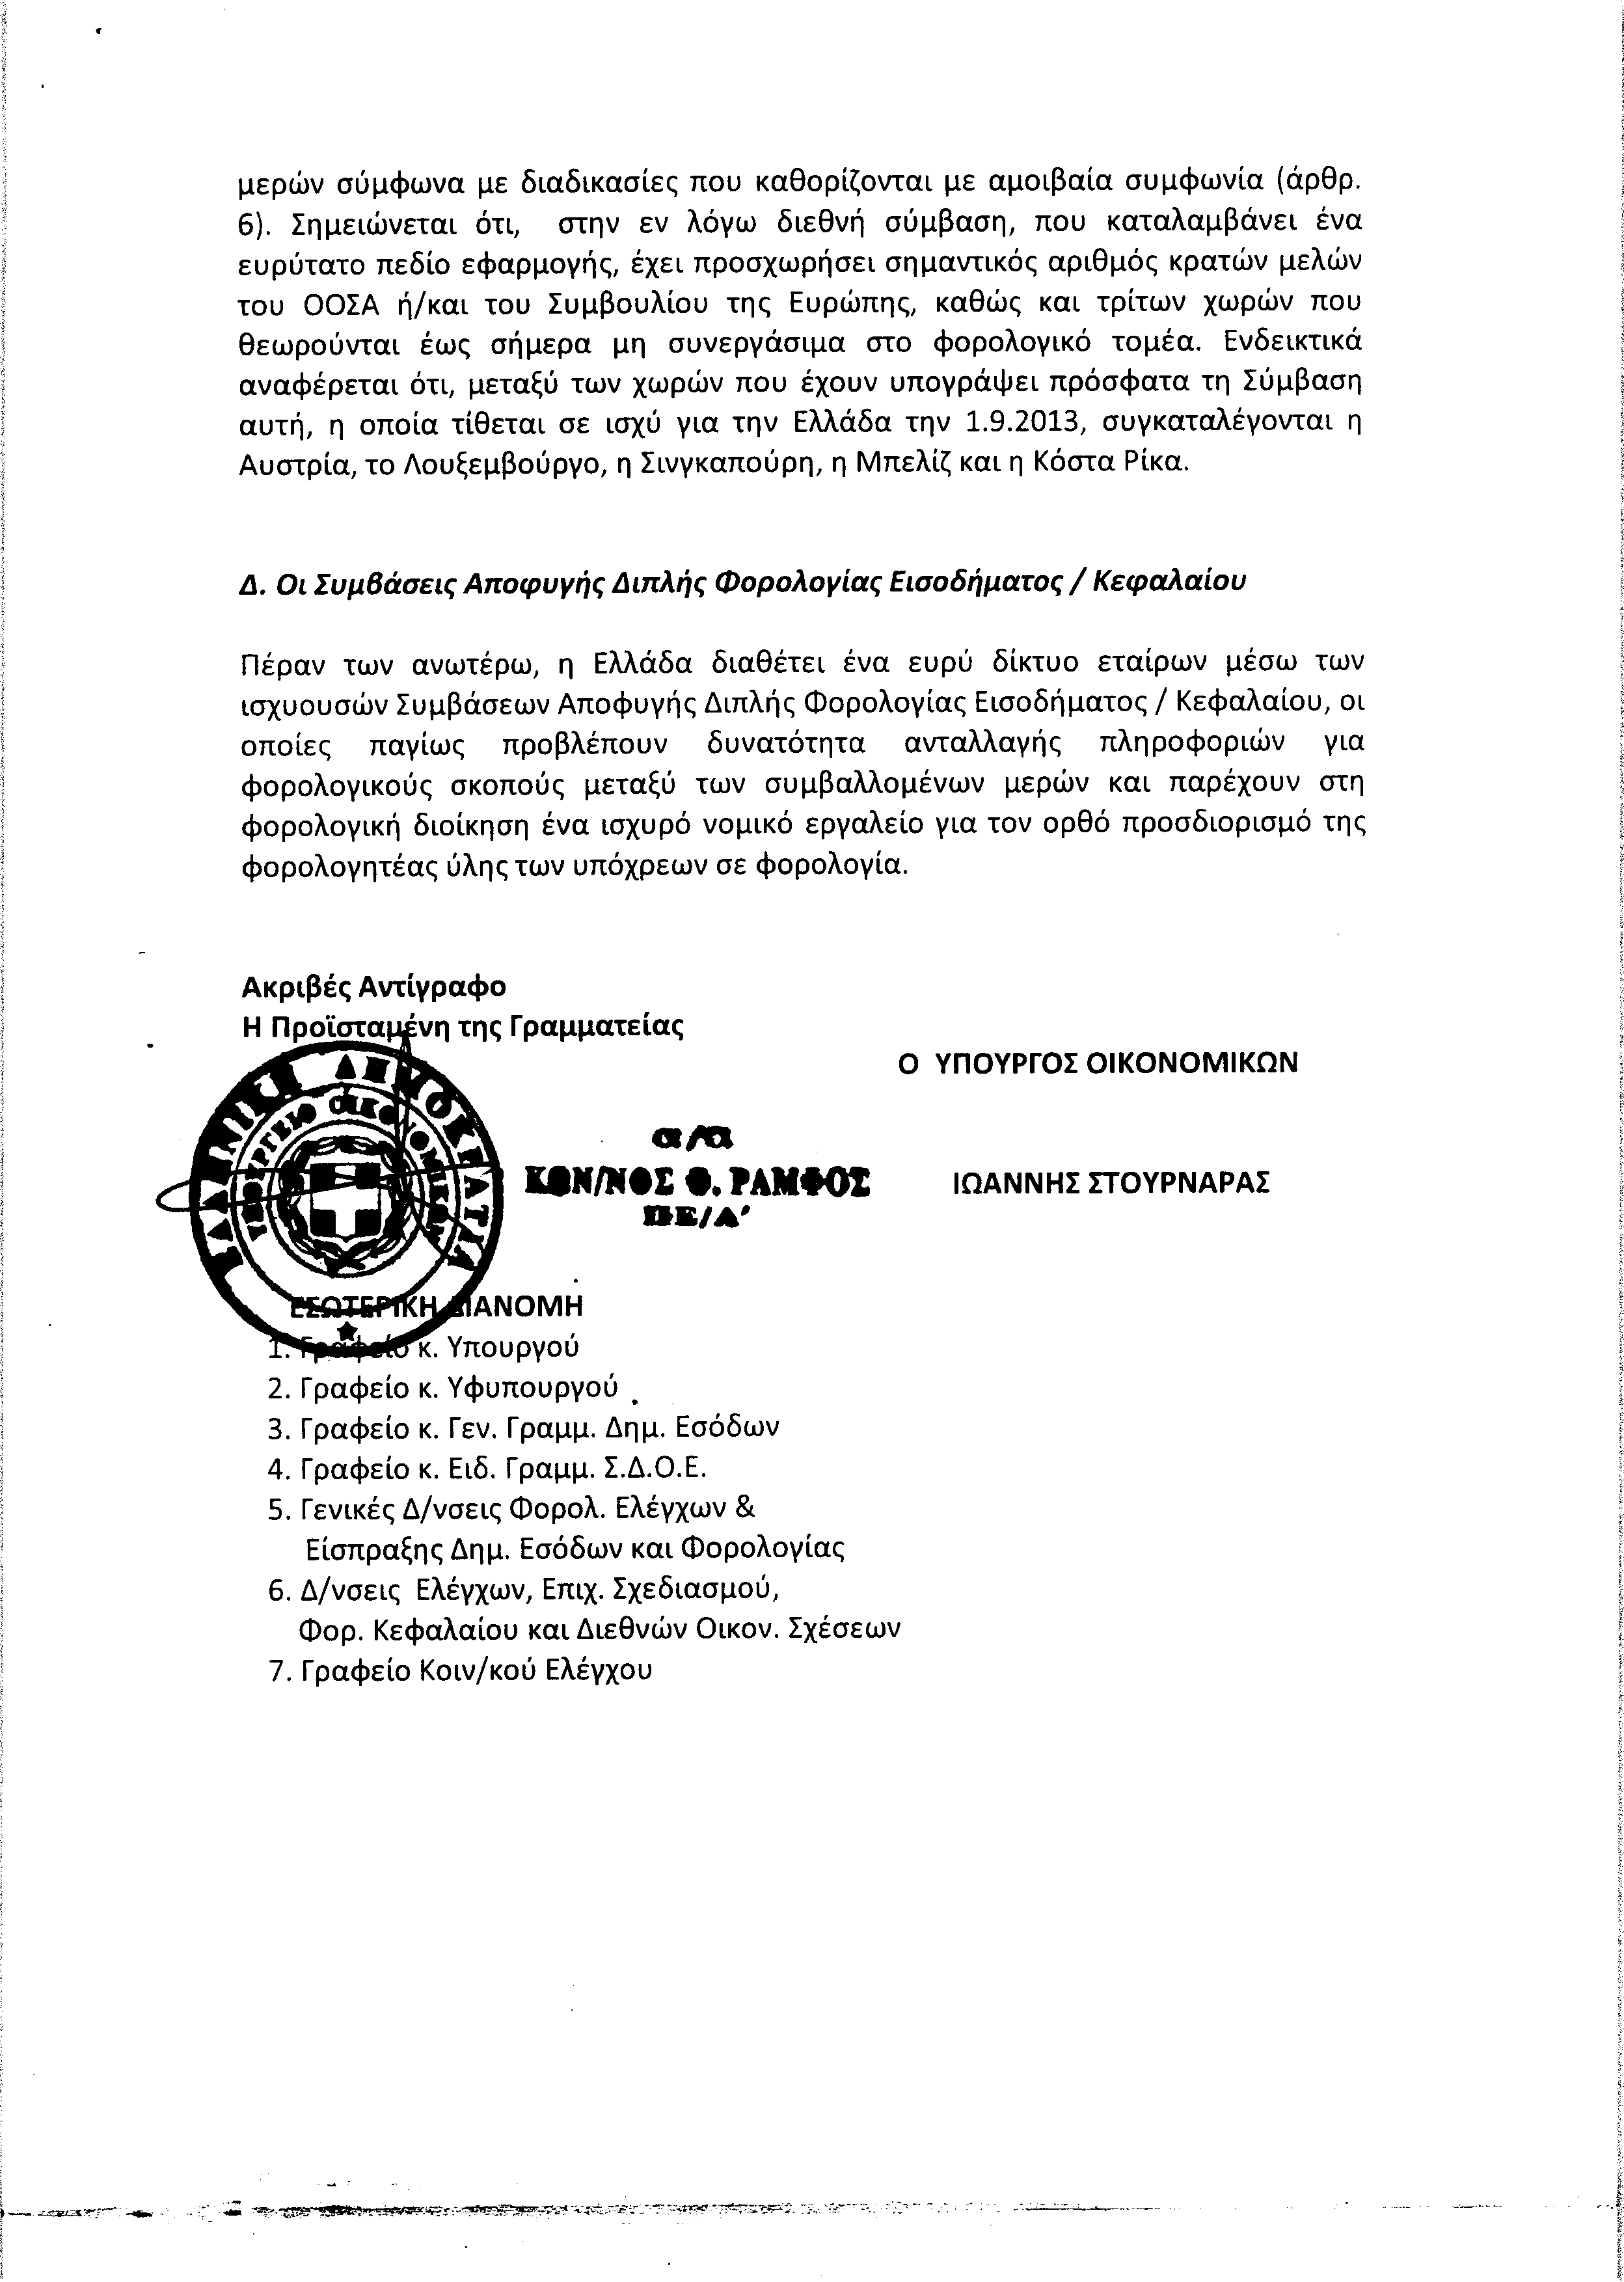 μερών σύμφωνα με διαδικασίες που καθορίζονται με αμοιβαία συμφωνία (άρθρ.
6). Σημειώνεται ότι, στην εν λόγω διεθνή σύμβαση, που καταλαμβάνει ένα
ευρύτατο πεδίο εφαρμογής, έχει προσχωρήσει σημαντικός αριθμός κρατών μελών
του ΟΟΣΑ ή/και του Συμβουλίου της Ευρώπης, καθώς και τρίτων χωρών που
θεωρούνται έως σήμερα μη συνεργάσιμα στο φορολογικό τομέα. Ενδεικτικά
αναφέρεται ότι, μεταξύ των χωρών που έχουν υπογράψει πρόσφατα τη Σύμβαση
αυτή, η οποία τίθεται σε ισχύ για την Ελλάδα την 1.9.2013, συγκαταλέγονται η
Αυστρία, το Λουξεμβούργο, η Σινγκαπούρη, η Μπελίζ και η Κόστα Ρίκα.
Δ. Οι Συμβάσεις Αποφυγής Διπλής Φορολογίας Εισοδήματος / Κεφαλαίου
Πέραν των ανωτέρω, η Ελλάδα διαθέτει ένα ευρύ δίκτυο εταίρων μέσω των
ισχυουσών Συμβάσεων Αποφυγής Διπλής Φορολογίας Εισοδήματος / Κεφαλαίου, οι
οποίες παγίως προβλέπουν δυνατότητα ανταλλαγής πληροφοριών για
φορολογικούς σκοπούς μεταξύ των συμβαλλομένων μερών και παρέχουν στη
φορολογική διοίκηση ένα ισχυρό νομικό εργαλείο για τον ορθό προσδιορισμό της
φορολογητέας ύλης των υπόχρεων σε φορολογία.
Ακριβές Αντίγραφο
Η Προϊσταμένη της Γραμματείας
Ο ΥΠΟΥΡΓΟΣ ΟΙΚΟΝΟΜΙΚΩΝ
ΕΛΛΗΝΙΚΗ ΔΗΜΟΚΡΑΤΙΑ
ΥΠΟΥΡΓΕΙΟ ΟΙΚΟΝΟΜΙΚΩΝ
α/α
ΚΩΝ/ΝΟΣ Θ. ΡΑΜΦΟΣ
ΠΕ/Α'
ΙΩΑΝΝΗΣ ΣΤΟΥΡΝΑΡΑΣ
ΕΣΩΤΕΡΙΚΗ ΔΙΑΝΟΜΗ
1. Γραφείο κ. Υπουργού
2. Γραφείο κ. Υφυπουργού
3. Γραφείο κ. Γεν. Γραμμ. Δημ. Εσόδων
4. Γραφείο κ. Ειδ. Γραμμ. Σ.Δ.Ο.Ε.
5. Γενικές Δ/νσεις Φορολ. Ελέγχων &
Είσπραξης Δημ. Εσόδων και Φορολογίας
6. Δ/νσεις Ελέγχων, Επιχ. Σχεδιασμού,
Φορ. Κεφαλαίου και Διεθνών Οικον. Σχέσεων
7. Γραφείο Κοιν/κού Ελέγχου